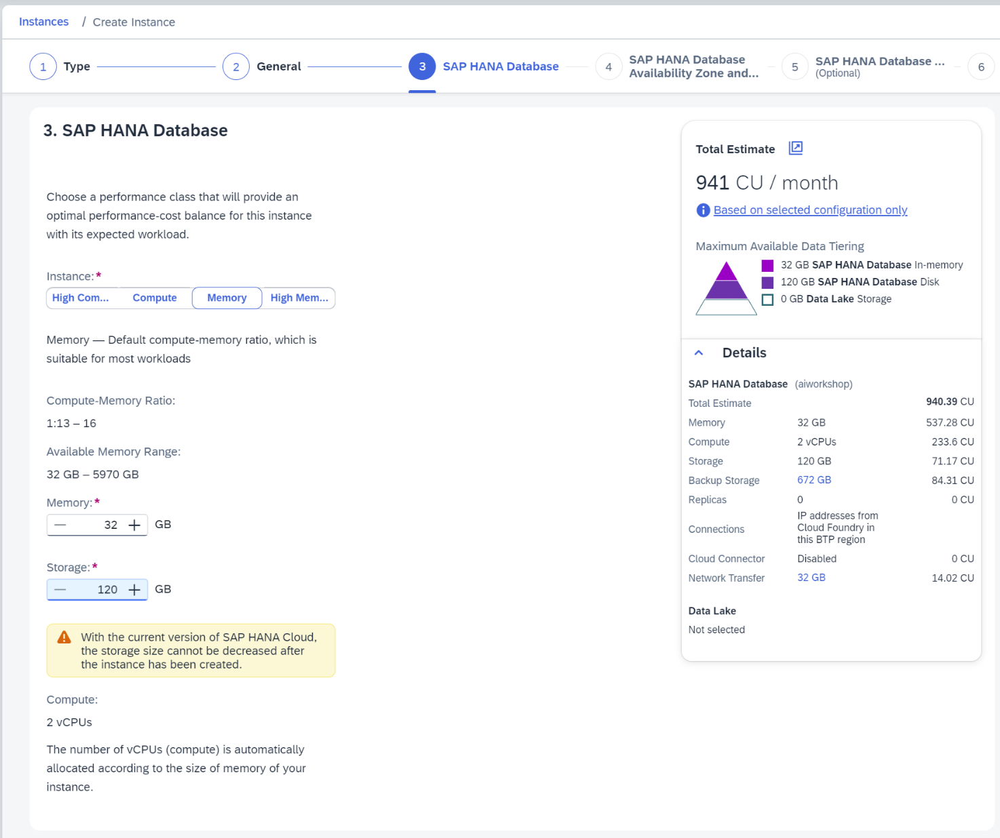 Instances / Create Instance
1 Type
2 General
3 SAP HANA Database
4 SAP HANA Database
Availability Zone and...
5 SAP HANA Database ...
(Optional)
6
3. SAP HANA Database
Choose a performance class that will provide an
optimal performance-cost balance for this instance
with its expected workload.
Instance:*
High Com... Compute Memory High Mem...
Memory — Default compute-memory ratio, which is
suitable for most workloads
Compute-Memory Ratio:
1:13 – 16
Available Memory Range:
32 GB – 5970 GB
Memory:*
— 32 + GB
Storage:*
— 120 + GB
With the current version of SAP HANA Cloud,
the storage size cannot be decreased after
the instance has been created.
Compute:
2 vCPUs
The number of vCPUs (compute) is automatically
allocated according to the size of memory of your
instance.
Total Estimate
941 CU / month
Based on selected configuration only
Maximum Available Data Tiering
32 GB SAP HANA Database In-memory
120 GB SAP HANA Database Disk
0 GB Data Lake Storage
Details
SAP HANA Database (aiworkshop)
Total Estimate 940.39 CU
Memory 32 GB 537.28 CU
Compute 2 vCPUs 233.6 CU
Storage 120 GB 71.17 CU
Backup Storage 672 GB 84.31 CU
Replicas 0 0 CU
Connections IP addresses from
Cloud Foundry in
this BTP region
Cloud Connector Disabled 0 CU
Network Transfer 32 GB 14.02 CU
Data Lake
Not selected